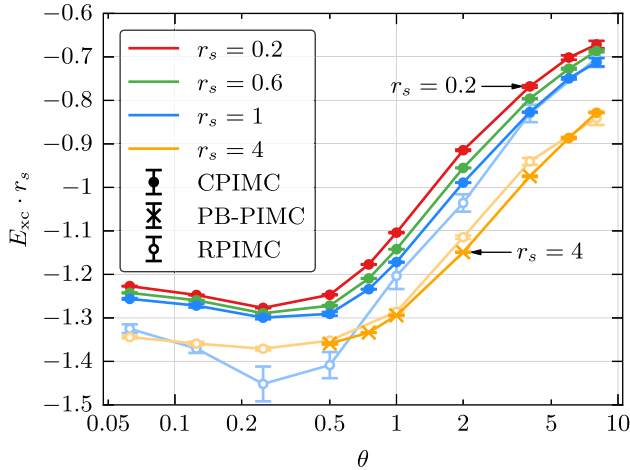 −0.6
−0.7
−0.8
−0.9
−1
−1.1
−1.2
−1.3
−1.4
−1.5
E_xc · r_s
r_s = 0.2
r_s = 0.6
r_s = 1
r_s = 4
CPIMC
PB-PIMC
RPIMC
r_s = 0.2
r_s = 4
0.05 0.1 0.2 0.5 1 2 5 10
θ